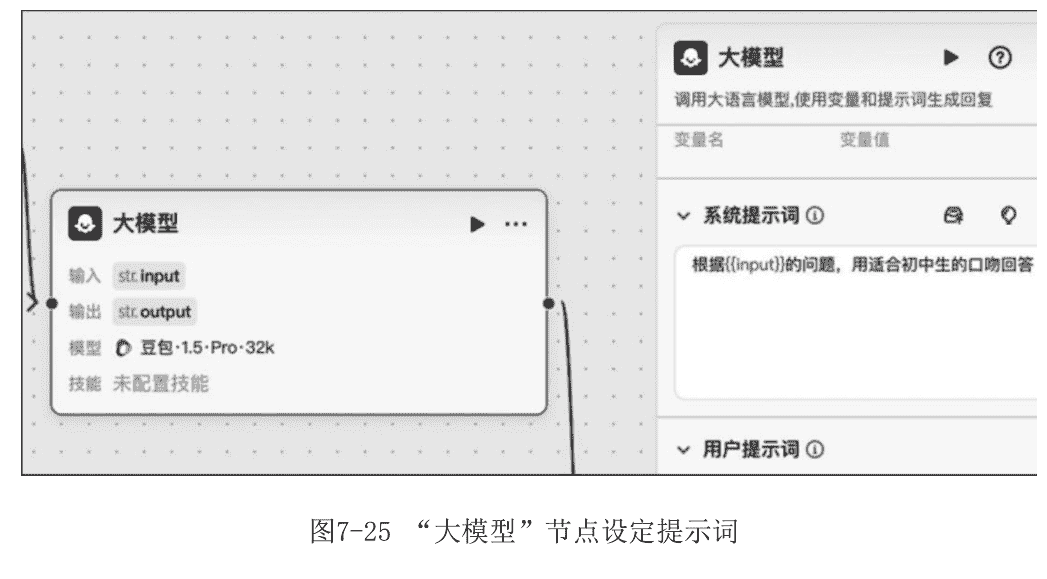 大模型
调用大语言模型,使用变量和提示词生成回复
变量名 变量值
大模型
输入 str.input
输出 str.output
模型 豆包·1.5·Pro·32k
技能 未配置技能
系统提示词
根据{{input}}的问题，用适合初中生的口吻回答
用户提示词
图7-25 “大模型”节点设定提示词